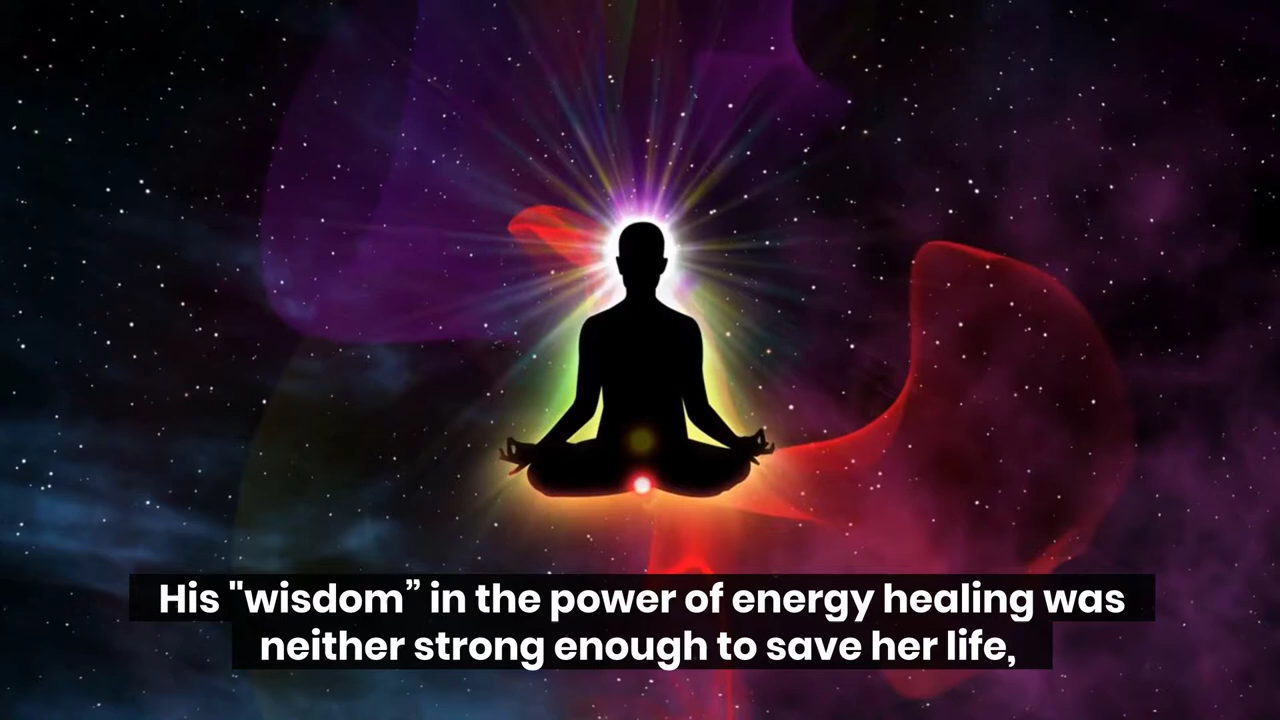 His "wisdom” in the power of energy healing was
neither strong enough to save her life,